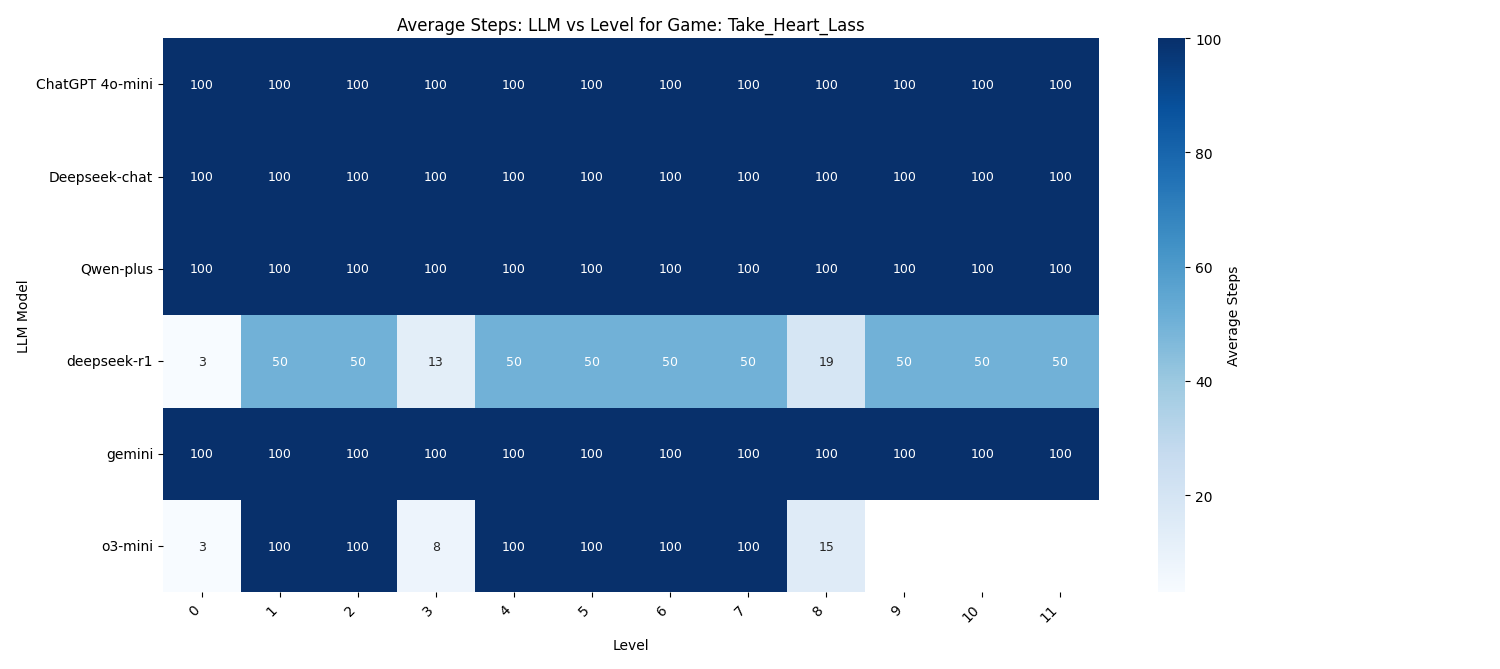 Average Steps: LLM vs Level for Game: Take_Heart_Lass
LLM Model
ChatGPT 4o-mini 100 100 100 100 100 100 100 100 100 100 100 100
Deepseek-chat 100 100 100 100 100 100 100 100 100 100 100 100
Qwen-plus 100 100 100 100 100 100 100 100 100 100 100 100
deepseek-r1 3 50 50 13 50 50 50 50 19 50 50 50
gemini 100 100 100 100 100 100 100 100 100 100 100 100
o3-mini 3 100 100 8 100 100 100 100 15
0 1 2 3 4 5 6 7 8 9 10 11
Level
100
80
60
40
20
Average Steps